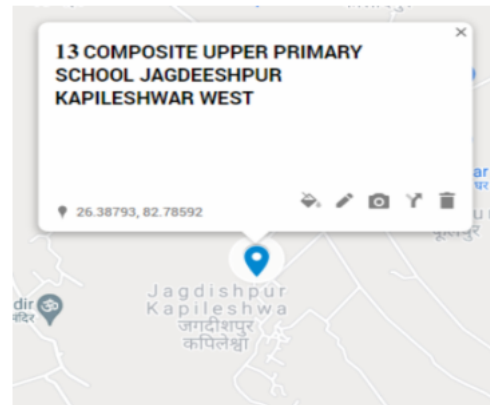 13 COMPOSITE UPPER PRIMARY
SCHOOL JAGDEESHPUR
KAPILESHWAR WEST
26.38793, 82.78592
Jagdishpur
Kapileshwa
जगदीशपुर
कपिलेश्वा
dir